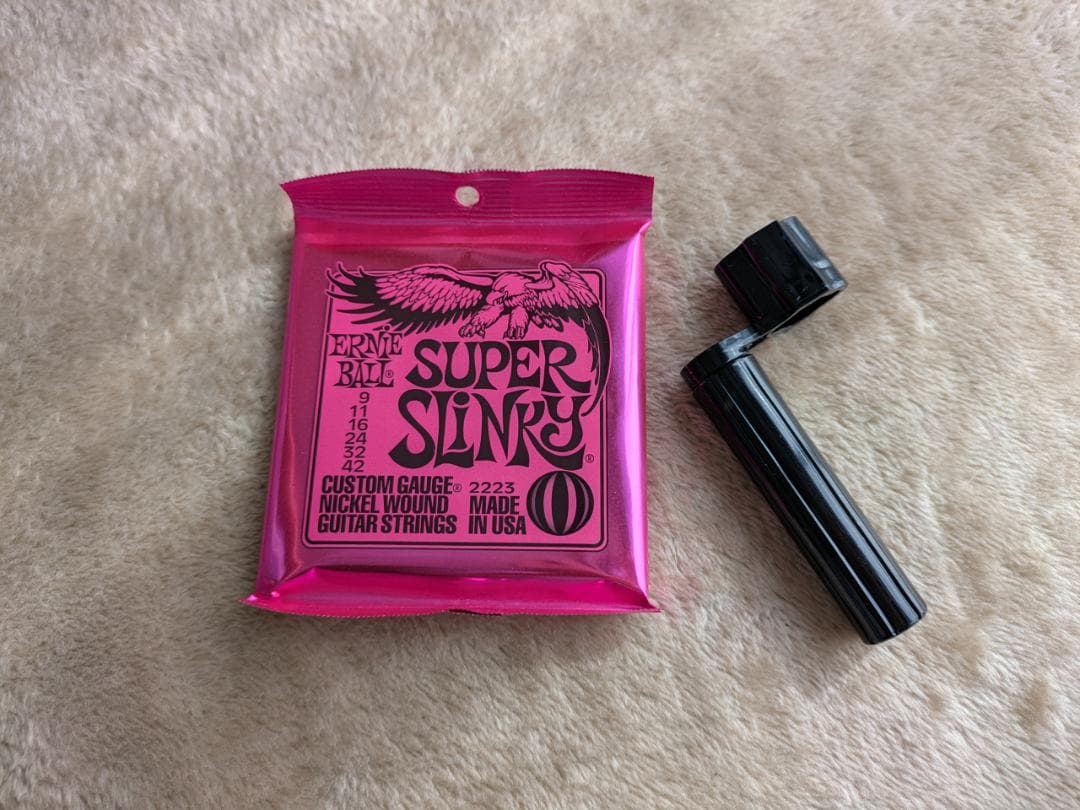 ERNiE
BALL®
SUPER
SLiNKY®
9
11
16
24
32
42
CUSTOM GAUGE® 2223
NICKEL WOUND MADE
GUITAR STRINGS IN USA